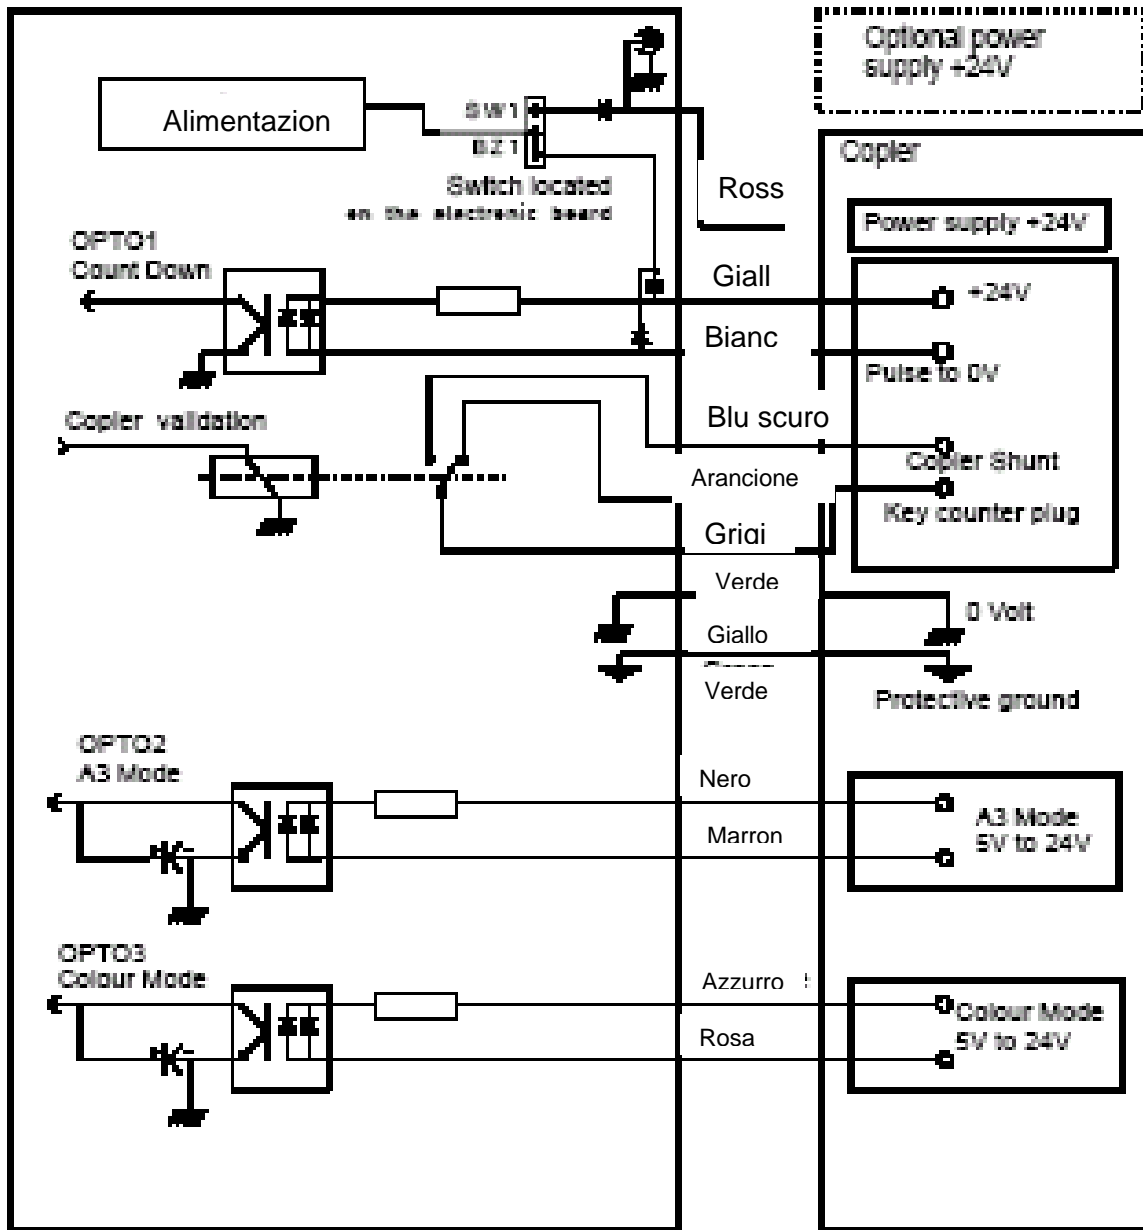 Optional power
supply +24V
Alimentazion
SW1
BZ1
Switch located
on the electronic board
Copier
Ross
Power supply +24V
OPTO1
Count Down
Giall
+24V
Bianc
Pulse to 0V
Copier validation
Blu scuro
Copier Shunt
Arancione
Key counter plug
Grigi
Verde
0 Volt
Giallo
Verde
Protective ground
OPTO2
A3 Mode
Nero
A3 Mode
5V to 24V
Marron
OPTO3
Colour Mode
Azzurro
Colour Mode
5V to 24V
Rosa